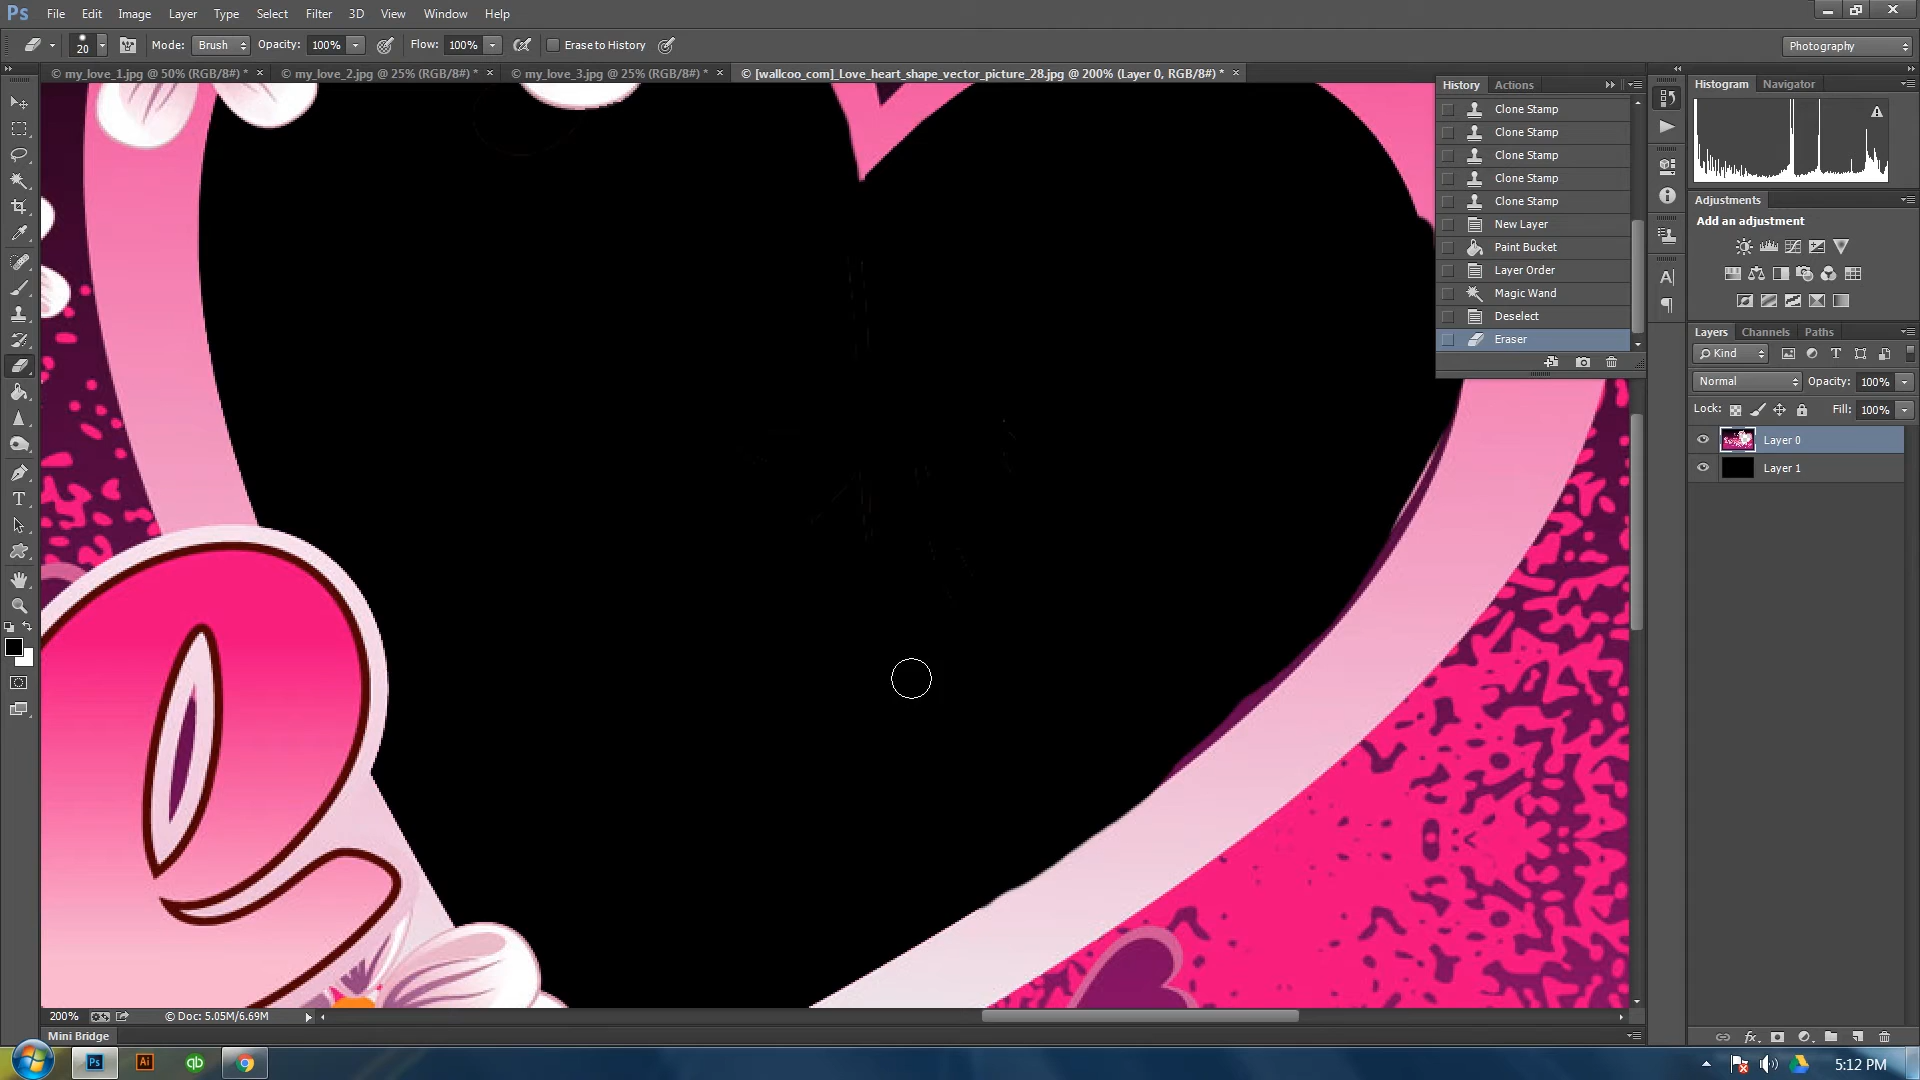 Ps File Edit Image Layer Type Select Filter 3D View Window Help
20 Mode: Brush Opacity: 100% Flow: 100% Erase to History Photography
© my_love_1.jpg @ 50% (RGB/8#) * × © my_love_2.jpg @ 25% (RGB/8#) * × © my_love_3.jpg @ 25% (RGB/8#) * × © [wallcoo_com]_Love_heart_shape_vector_picture_28.jpg @ 200% (Layer 0, RGB/8#) * ×
History Actions
Clone Stamp
Clone Stamp
Clone Stamp
Clone Stamp
Clone Stamp
New Layer
Paint Bucket
Layer Order
Magic Wand
Deselect
Eraser
Histogram Navigator
Adjustments
Add an adjustment
Layers Channels Paths
Kind
Normal Opacity: 100%
Lock: Fill: 100%
Layer 0
Layer 1
200% © Doc: 5.05M/6.69M
Mini Bridge
Ps Ai qb 5:12 PM